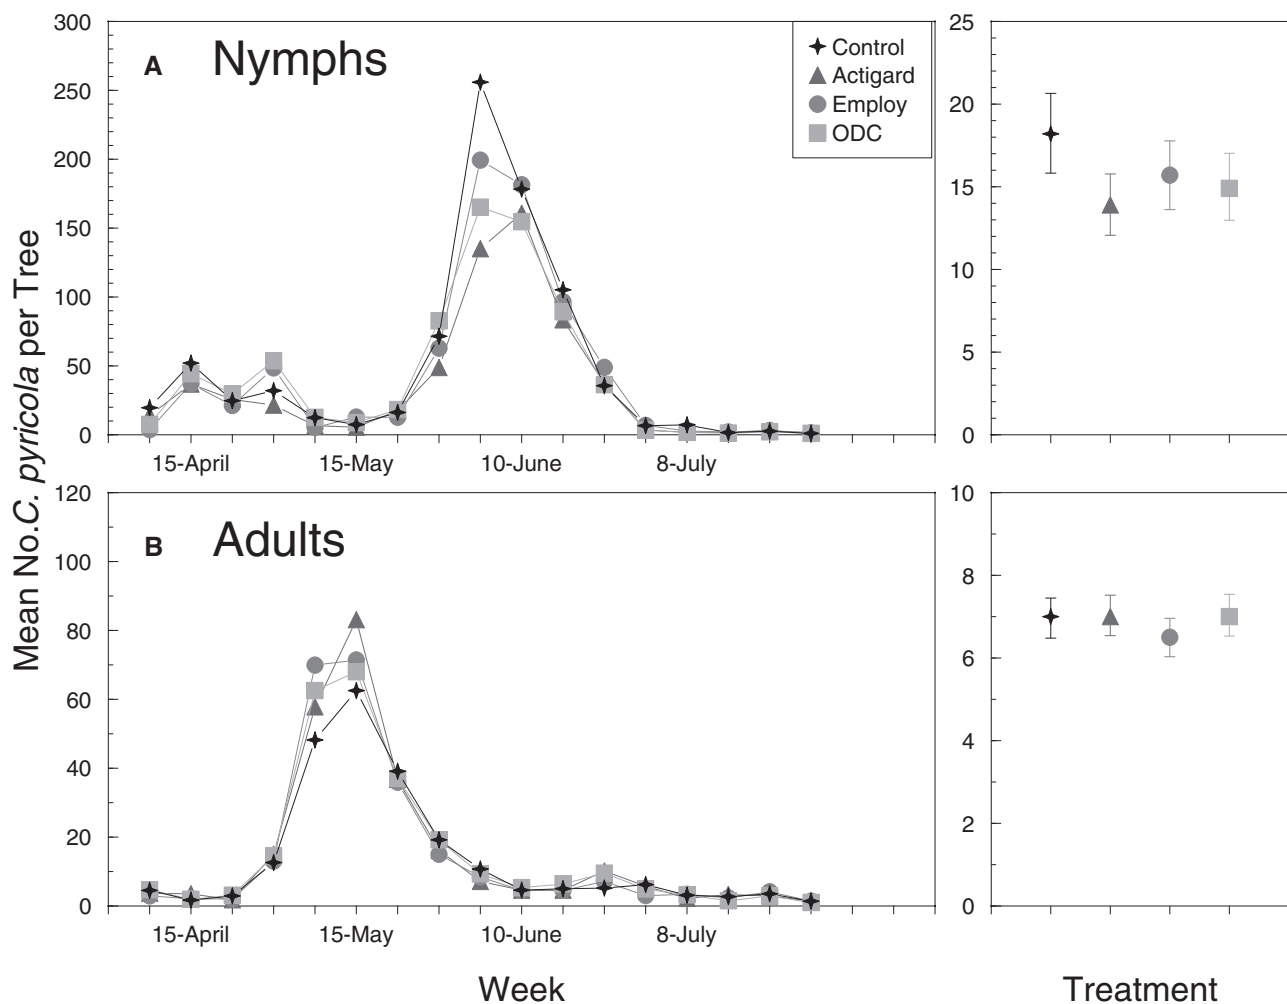 Mean No.C. pyricola per Tree
A Nymphs
Control
Actigard
Employ
ODC
300
250
200
150
100
50
0
15-April 15-May 10-June 8-July
25
20
15
10
5
0
B Adults
120
100
80
60
40
20
0
15-April 15-May 10-June 8-July
10
8
6
4
2
0
Week Treatment